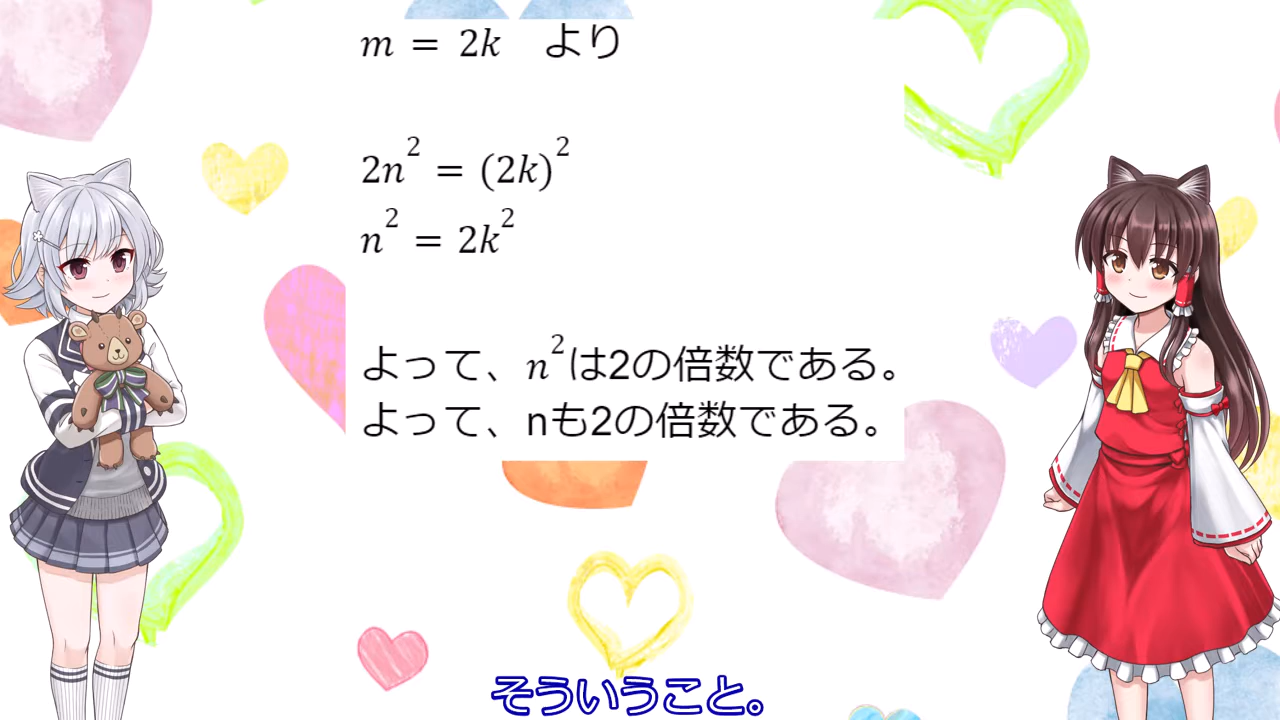 m = 2k より
2n² = (2k)²
n² = 2k²
よって、n²は2の倍数である。
よって、nも2の倍数である。
そういうこと。